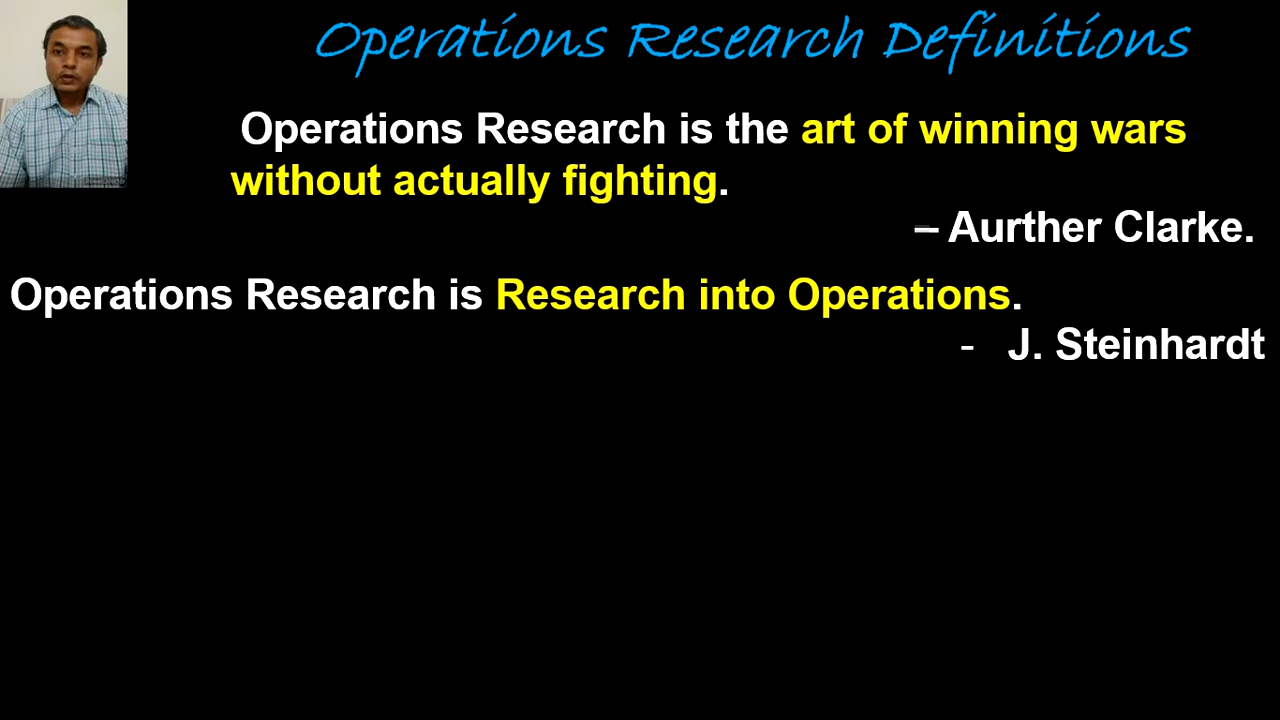 Operations Research Definitions
Operations Research is the art of winning wars
without actually fighting.
– Aurther Clarke.
Operations Research is Research into Operations.
- J. Steinhardt